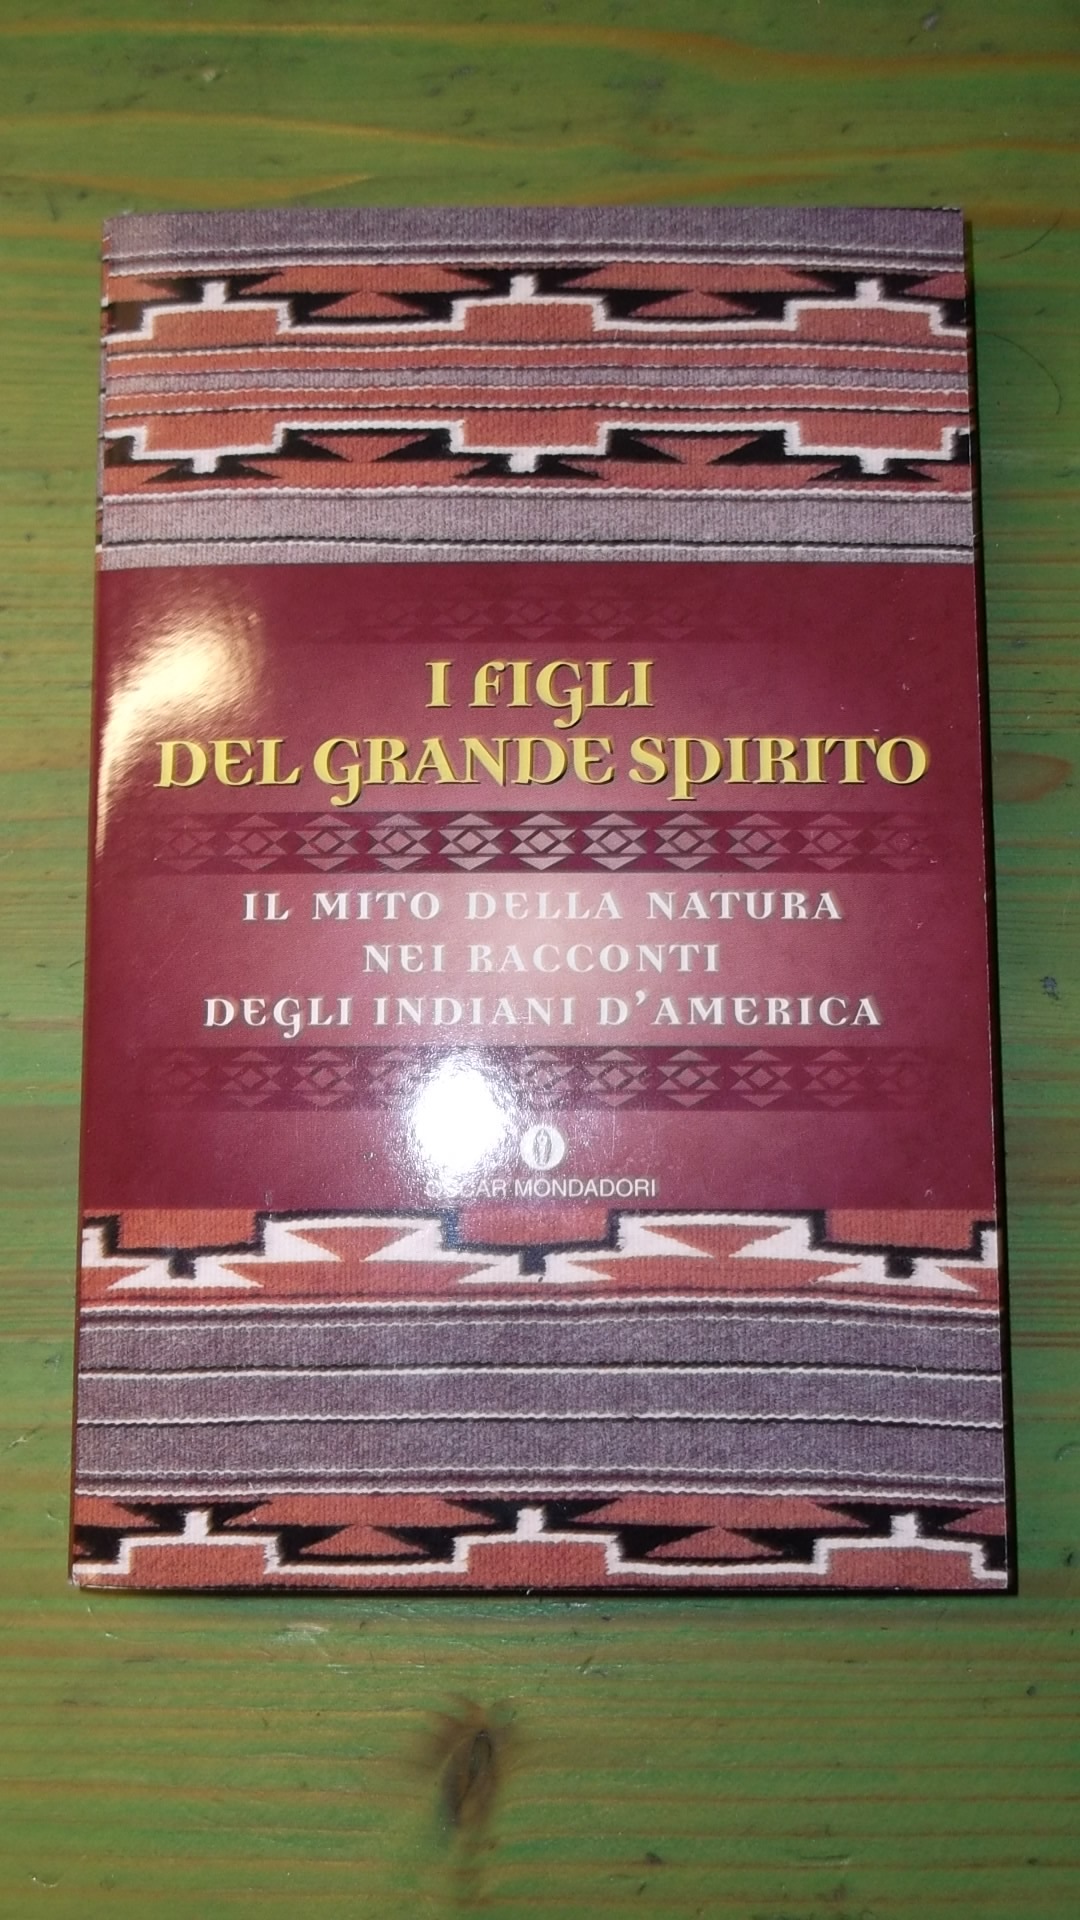 I FIGLI
DEL GRANDE SPIRITO
IL MITO DELLA NATURA
NEI RACCONTI
DEGLI INDIANI D'AMERICA
OSCAR MONDADORI